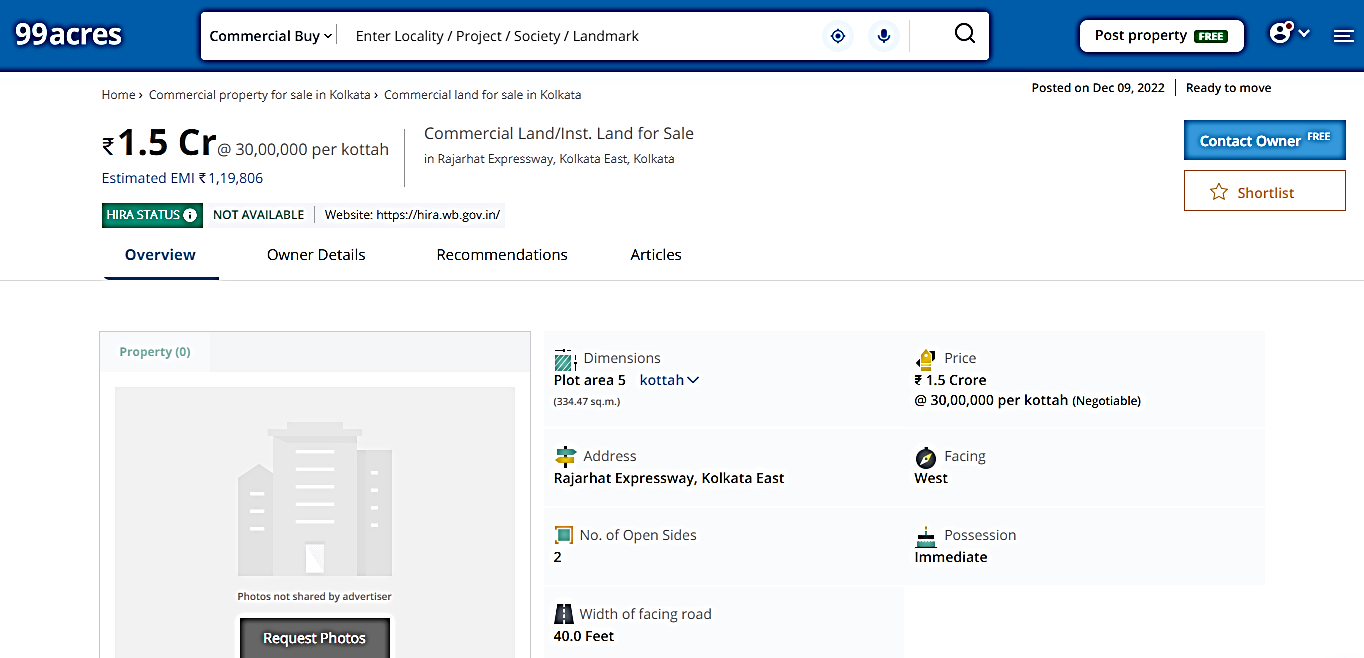 99acres
Commercial Buy
Enter Locality / Project / Society / Landmark
Post property FREE
Home › Commercial property for sale in Kolkata › Commercial land for sale in Kolkata
Posted on Dec 09, 2022 | Ready to move
₹ 1.5 Cr @ 30,00,000 per kottah
Estimated EMI ₹ 1,19,806
Commercial Land/Inst. Land for Sale
in Rajarhat Expressway, Kolkata East, Kolkata
Contact Owner FREE
Shortlist
HIRA STATUS i NOT AVAILABLE | Website: https://hira.wb.gov.in/
Overview Owner Details Recommendations Articles
Property (0)
Photos not shared by advertiser
Request Photos
Dimensions
Plot area 5 kottah
(334.47 sq.m.)
Price
₹ 1.5 Crore
@ 30,00,000 per kottah (Negotiable)
Address
Rajarhat Expressway, Kolkata East
Facing
West
No. of Open Sides
2
Possession
Immediate
Width of facing road
40.0 Feet